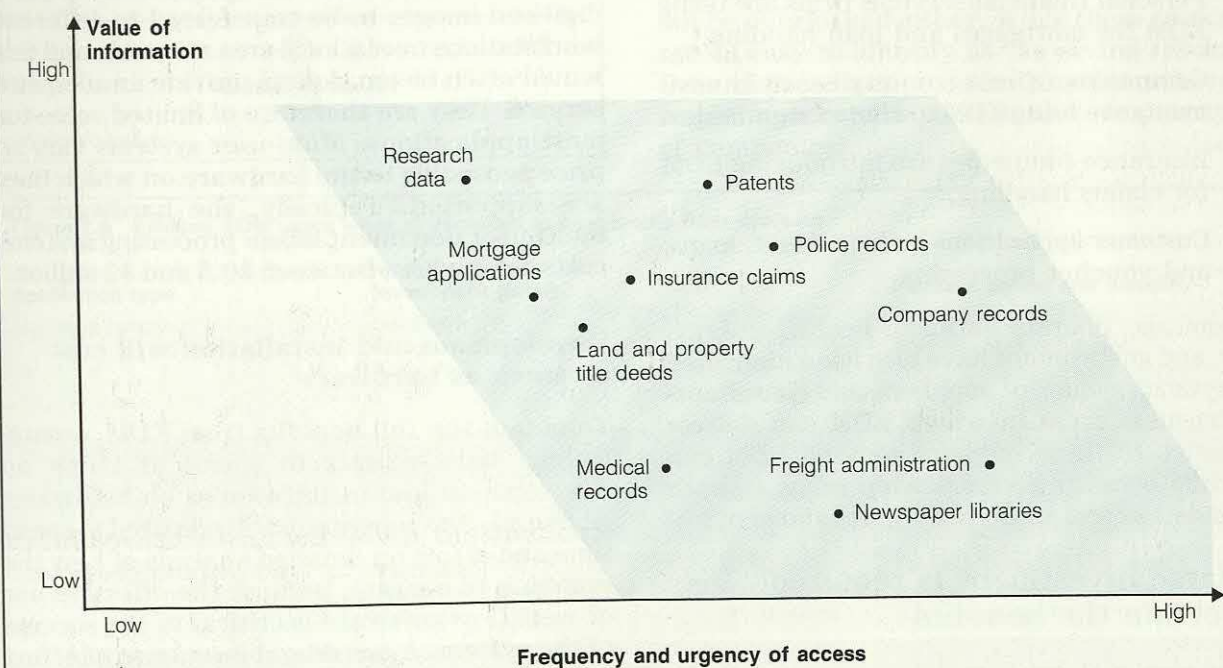 Value of
information
High
Research
data
Patents
Mortgage
applications
Police records
Insurance claims
Company records
Land and property
title deeds
Medical
records
Freight administration
Newspaper libraries
Low
Low
High
Frequency and urgency of access